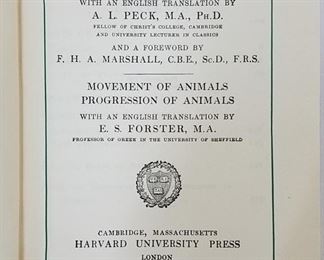 WITH AN ENGLISH TRANSLATION BY
A. L. PECK, M.A., PH.D.
FELLOW OF CHRIST'S COLLEGE, CAMBRIDGE
AND UNIVERSITY LECTURER IN CLASSICS
AND A FOREWORD BY
F. H. A. MARSHALL, C.B.E., SC.D., F.R.S.
MOVEMENT OF ANIMALS
PROGRESSION OF ANIMALS
WITH AN ENGLISH TRANSLATION BY
E. S. FORSTER, M.A.
PROFESSOR OF GREEK IN THE UNIVERSITY OF SHEFFIELD
CAMBRIDGE, MASSACHUSETTS
HARVARD UNIVERSITY PRESS
LONDON